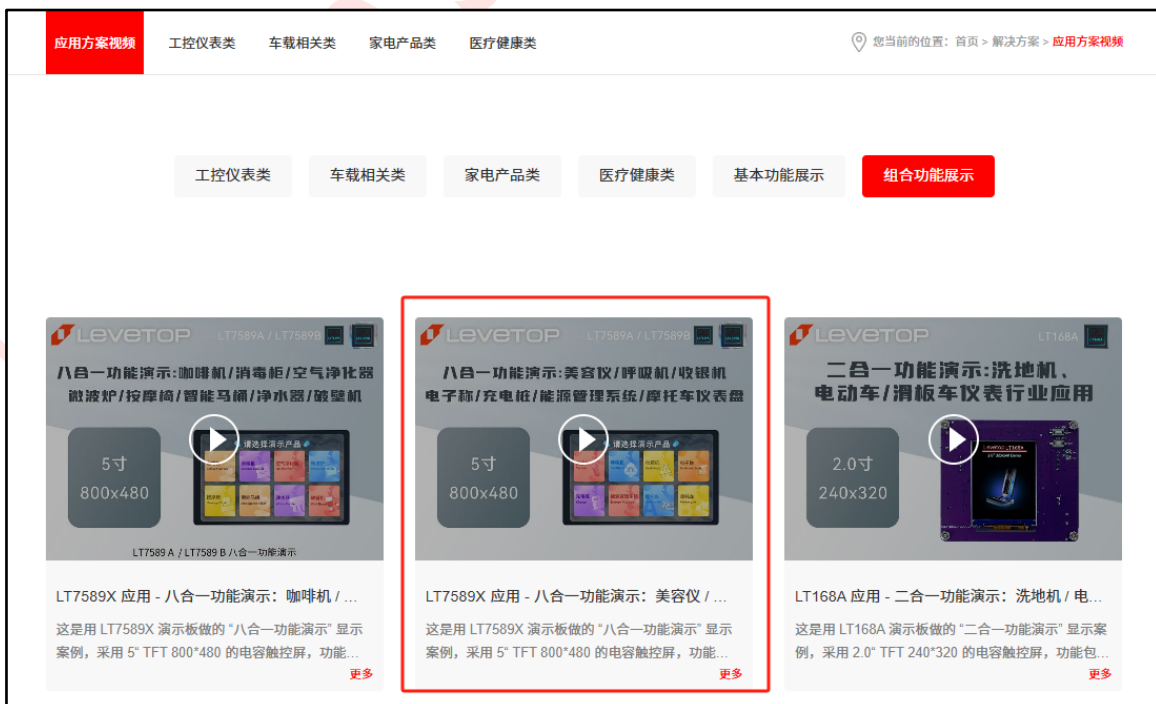 应用方案视频 工控仪表类 车载相关类 家电产品类 医疗健康类 您当前的位置：首页 > 解决方案 > 应用方案视频
工控仪表类 车载相关类 家电产品类 医疗健康类 基本功能展示 组合功能展示
LEVETOP LT7589A / LT7589B
八合一功能演示:咖啡机/消毒柜/空气净化器
微波炉/按摩椅/智能马桶/净水器/破壁机
请选择演示产品
5寸
800x480
LT7589 A / LT7589 B 八合一功能演示
LT7589X 应用 - 八合一功能演示：咖啡机 / ...
这是用 LT7589X 演示板做的 “八合一功能演示” 显示
案例，采用 5“ TFT 800*480 的电容触控屏，功能...
更多
LEVETOP LT7589A / LT7589B
八合一功能演示:美容仪/呼吸机/收银机
电子称/充电桩/能源管理系统/摩托车仪表盘
请选择演示产品
5寸
800x480
LT7589X 应用 - 八合一功能演示：美容仪 / ...
这是用 LT7589X 演示板做的 “八合一功能演示” 显示
案例，采用 5“ TFT 800*480 的电容触控屏，功能...
更多
LEVETOP LT168A
二合一功能演示:洗地机、
电动车/滑板车仪表行业应用
2.0寸
240x320
LT168A 应用 - 二合一功能演示：洗地机 / 电...
这是用 LT168A 演示板做的 “二合一功能演示” 显示案
例，采用 2.0“ TFT 240*320 的电容触控屏，功能包...
更多